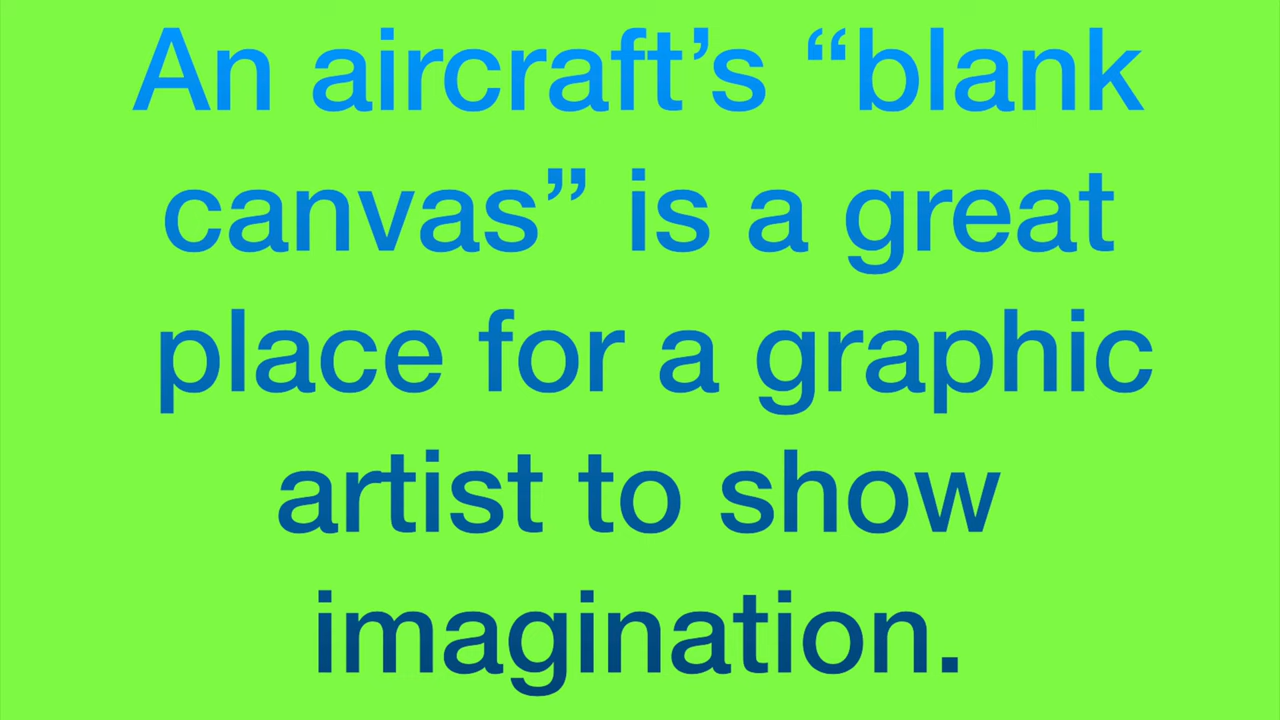 An aircraft’s “blank
canvas” is a great
place for a graphic
artist to show
imagination.